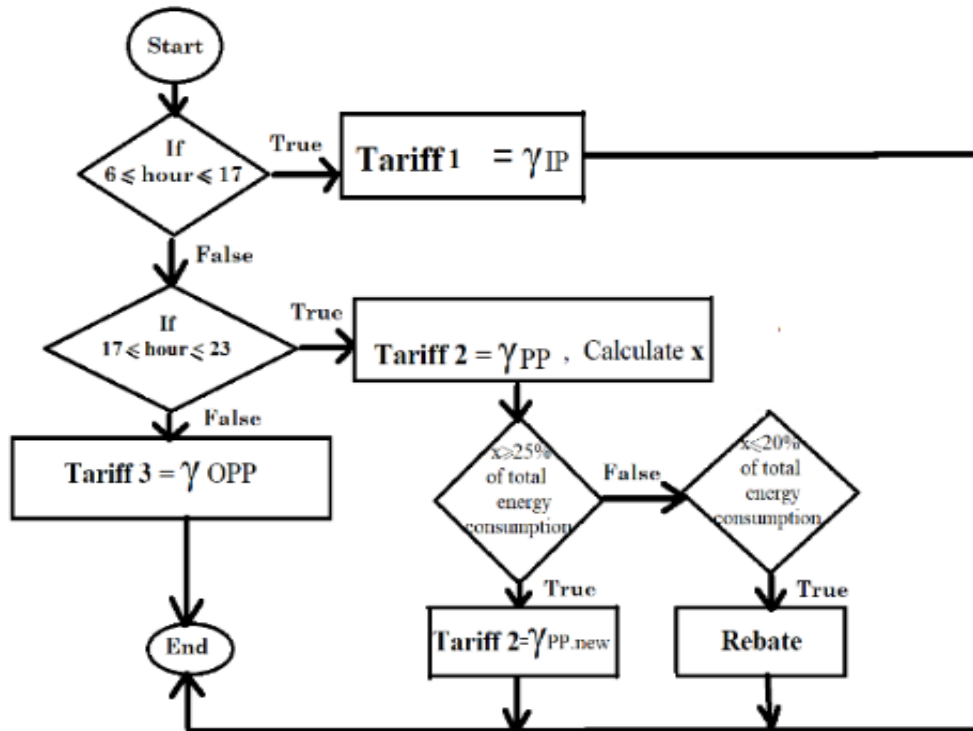 Start
If
6 ⩽ hour ⩽ 17
True
Tariff 1 = γ IP
False
If
17 ⩽ hour ⩽ 23
True
Tariff 2 = γ PP , Calculate x
False
Tariff 3 = γ OPP
x⩾25%
of total
energy
consumption
False
x⩽20%
of total
energy
consumption
True
True
End
Tariff 2=γPP.new
Rebate